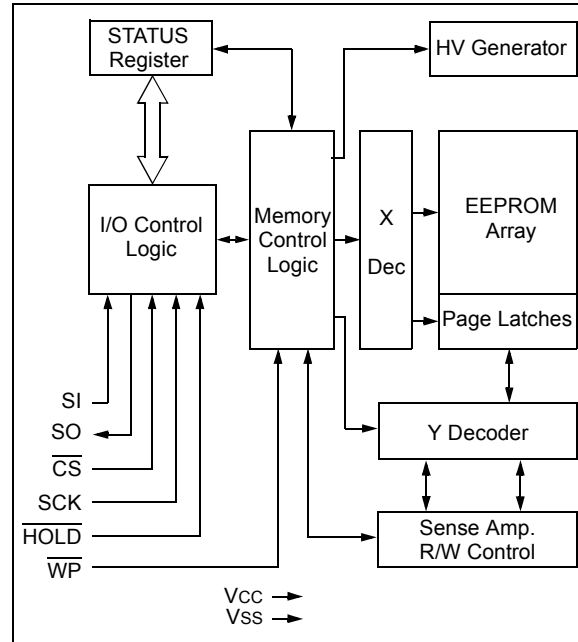 STATUS
Register
HV Generator
I/O Control
Logic
Memory
Control
Logic
X
Dec
EEPROM
Array
Page Latches
SI
SO
CS
SCK
HOLD
WP
Y Decoder
Sense Amp.
R/W Control
VCC
VSS